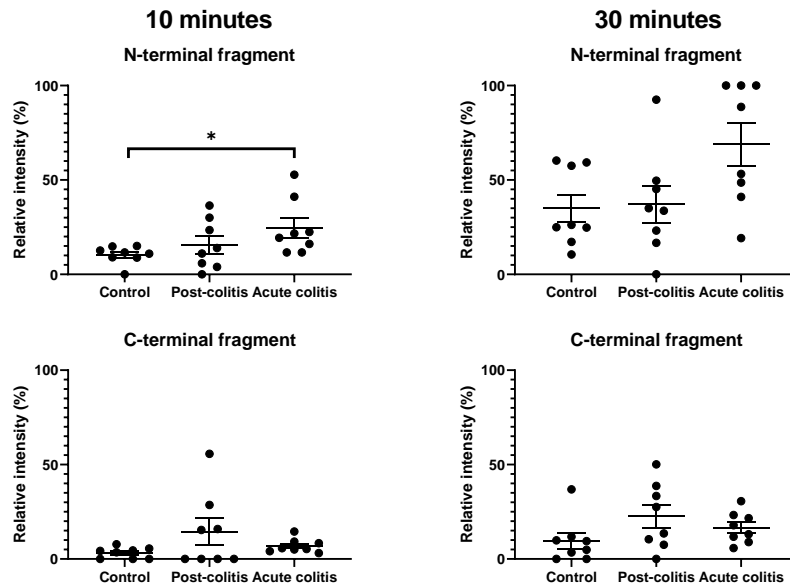 10 minutes
30 minutes
N-terminal fragment
N-terminal fragment
Relative intensity (%)
100
50
0
*
Control Post-colitis Acute colitis
Relative intensity (%)
100
50
0
Control Post-colitis Acute colitis
C-terminal fragment
C-terminal fragment
Relative intensity (%)
100
50
0
Control Post-colitis Acute colitis
Relative intensity (%)
100
50
0
Control Post-colitis Acute colitis